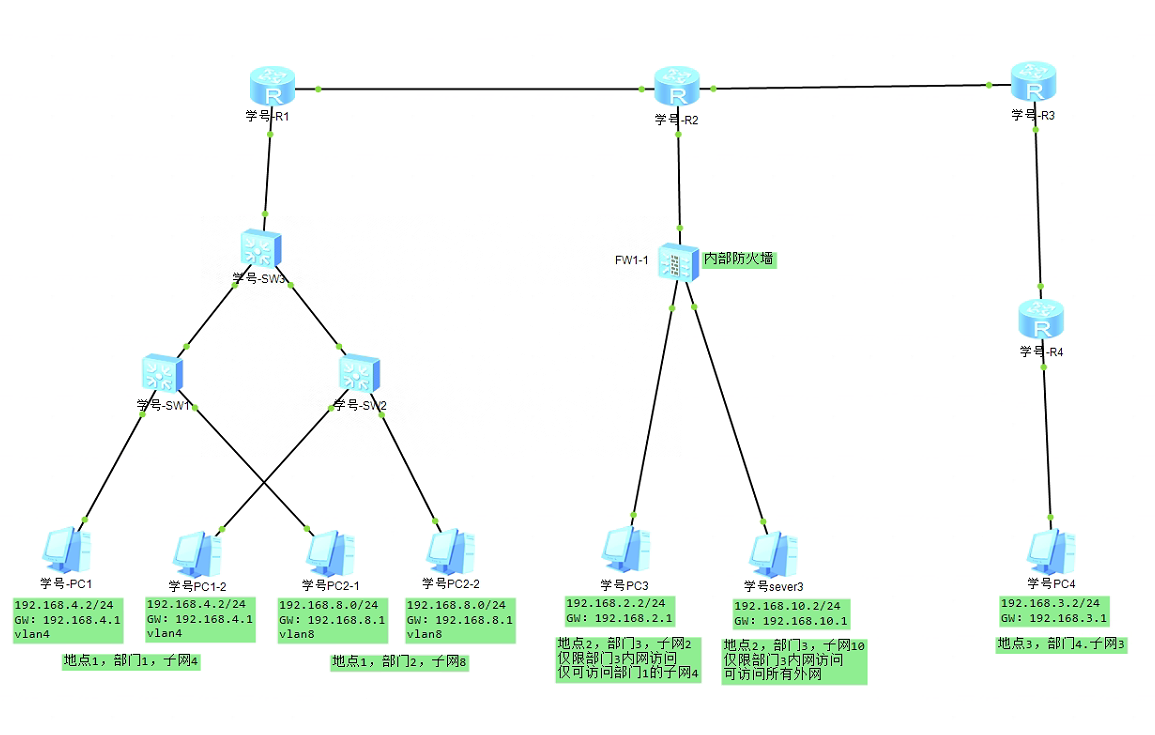 R
学号-R1
R
学号-R2
R
学号-R3
学号-SW3
FW1-1
内部防火墙
R
学号-R4
学号-SW1
学号-SW2
学号-PC1
学号PC1-2
学号PC2-1
学号PC2-2
学号PC3
学号sever3
学号-PC4
192.168.4.2/24
GW: 192.168.4.1
vlan4
192.168.4.2/24
GW: 192.168.4.1
vlan4
192.168.8.0/24
GW: 192.168.8.1
vlan8
192.168.8.0/24
GW: 192.168.8.1
vlan8
192.168.2.2/24
GW: 192.168.2.1
192.168.10.2/24
GW: 192.168.10.1
192.168.3.2/24
GW: 192.168.3.1
地点1，部门1，子网4
地点1，部门2，子网8
地点2，部门3，子网2
仅限部门3内网访问
仅可访问部门1的子网4
地点2，部门3，子网10
仅限部门3内网访问
可访问所有外网
地点3，部门4.子网3